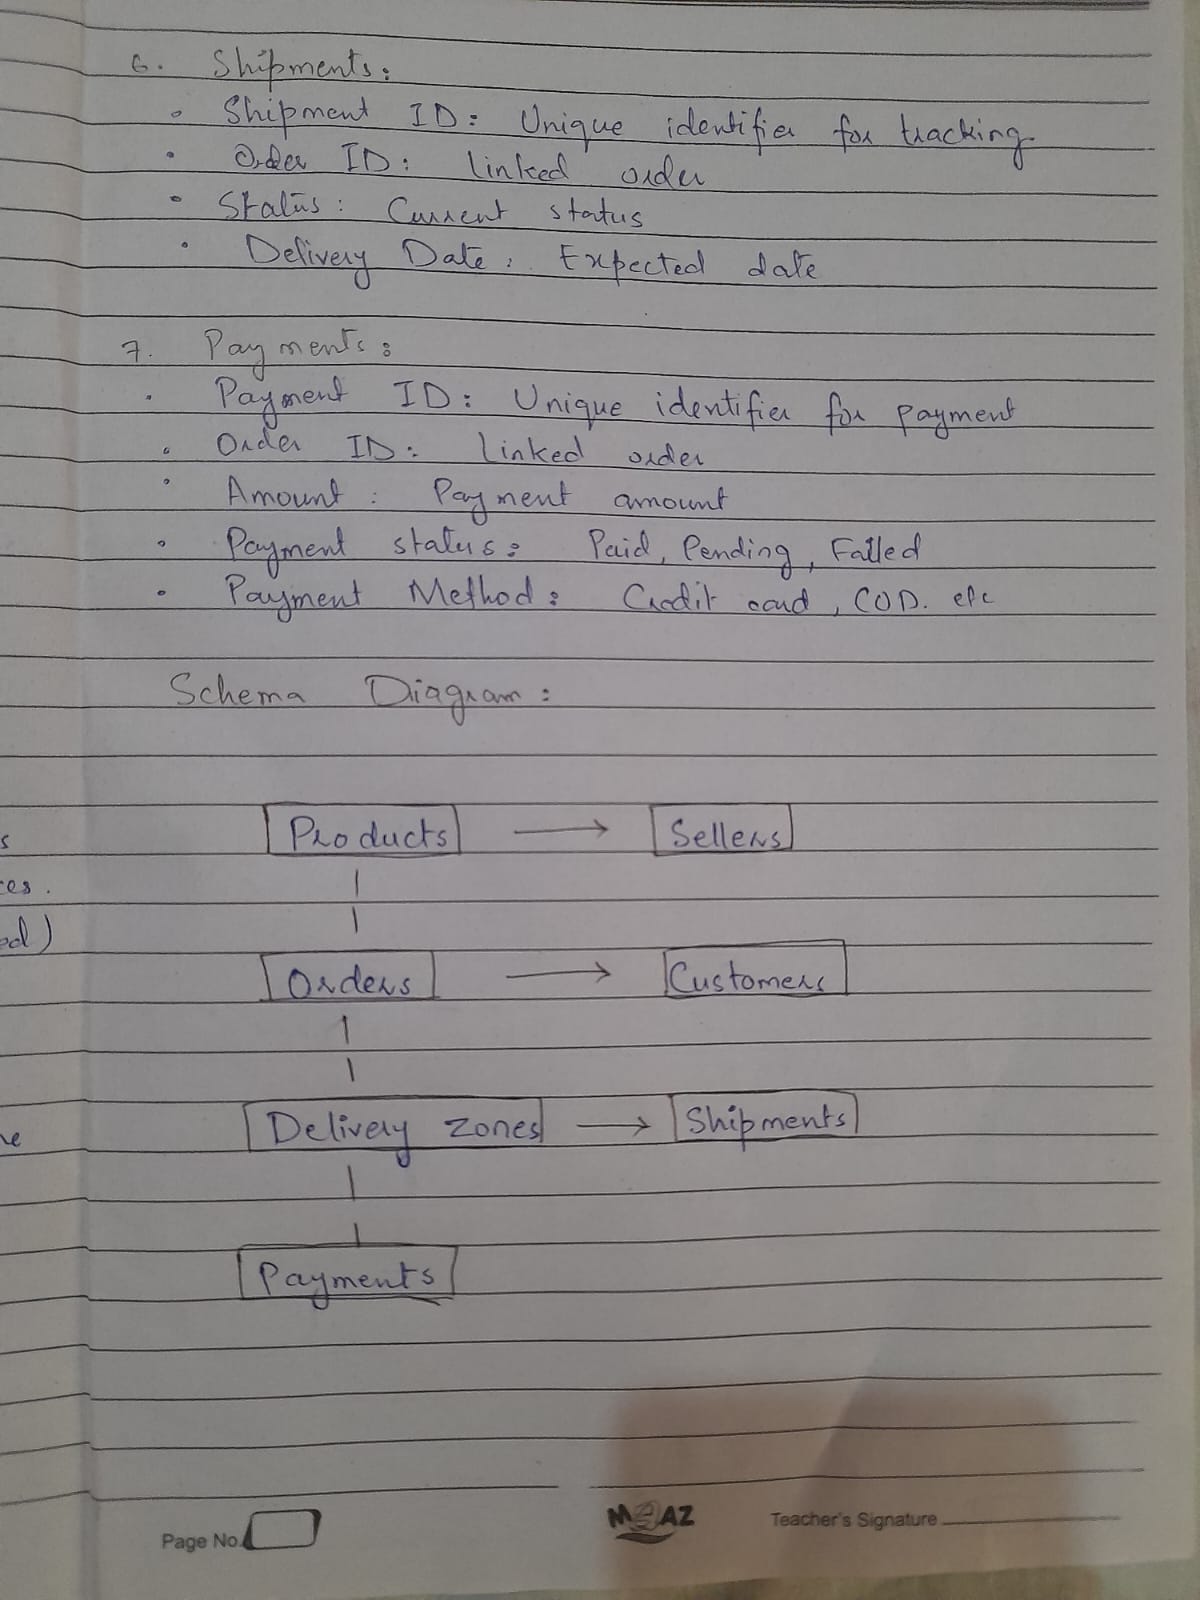 6. Shipments:
• Shipment ID: Unique identifier for tracking
• Order ID: linked order
• Status: Current status
• Delivery Date: Expected date
7. Payments:
• Payment ID: Unique identifier for payment
• Order ID: Linked order
• Amount: Payment amount
• Payment status: Paid, Pending, Failed
• Payment Method: Credit card, COD. etc
Schema Diagram:
Products → Sellers
s
ces.
ed)
Orders → Customers
Delivery zones → Shipments
Payments
Page No.
MOAZ
Teacher's Signature